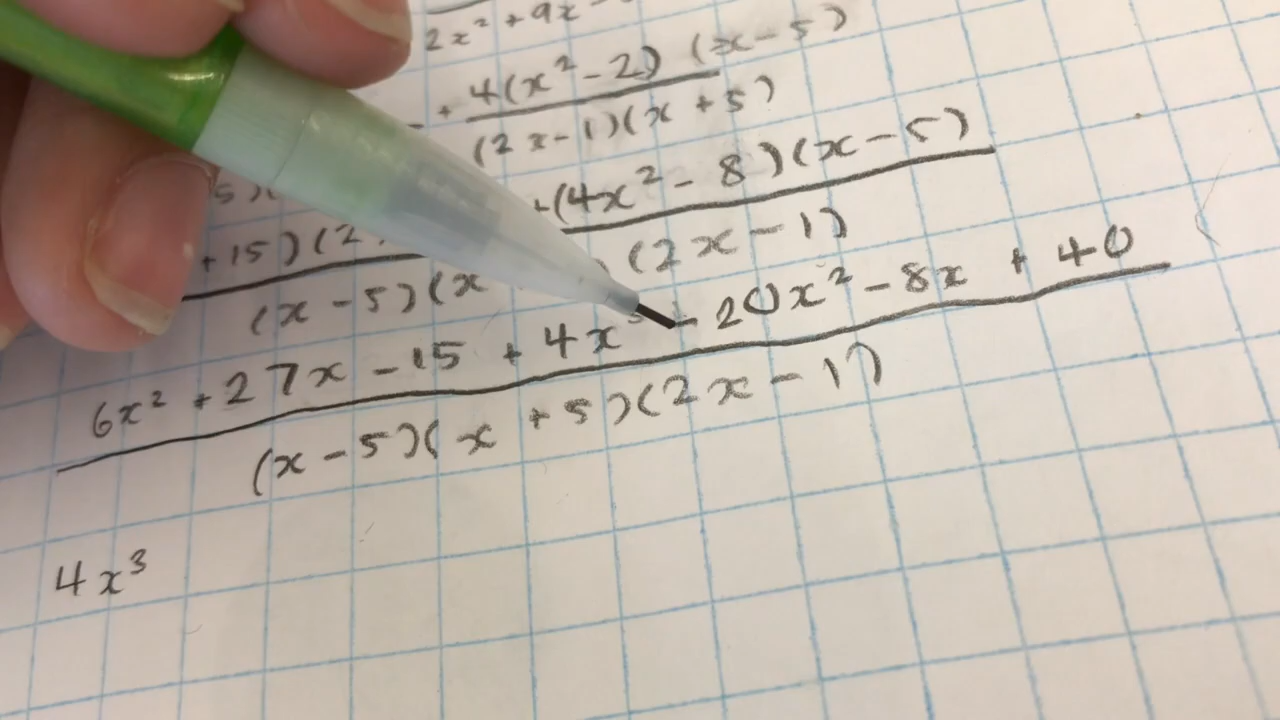 2x² + 9x -
+ 4(x² - 2) (x - 5)
(2x - 1)(x + 5)
+ (4x² - 8)(x - 5)
+ 15)(2
(x - 5)(x (2x - 1)
6x² + 27x - 15 + 4x³ - 20x² - 8x + 40
(x - 5)(x + 5)(2x - 1)
4x³